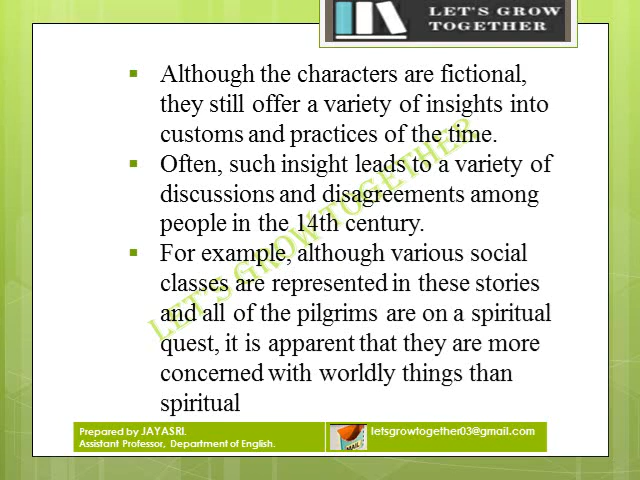 LET'S GROW
TOGETHER
Although the characters are fictional,
they still offer a variety of insights into
customs and practices of the time.
Often, such insight leads to a variety of
discussions and disagreements among
people in the 14th century.
For example, although various social
classes are represented in these stories
and all of the pilgrims are on a spiritual
quest, it is apparent that they are more
concerned with worldly things than
spiritual
LET'S GROW TOGETHER
Prepared by JAYASRI.
Assistant Professor, Department of English.
letsgrowtogether03@gmail.com